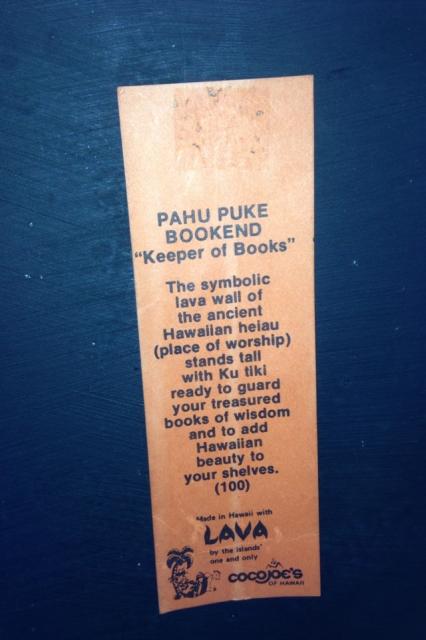 PAHU PUKE
BOOKEND
"Keeper of Books"
The symbolic
lava wall of
the ancient
Hawaiian heiau
(place of worship)
stands tall
with Ku tiki
ready to guard
your treasured
books of wisdom
and to add
Hawaiian
beauty to
your shelves.
(100)
Made in Hawaii with
LAVA
by the islands'
one and only
COCOJOE'S
OF HAWAII